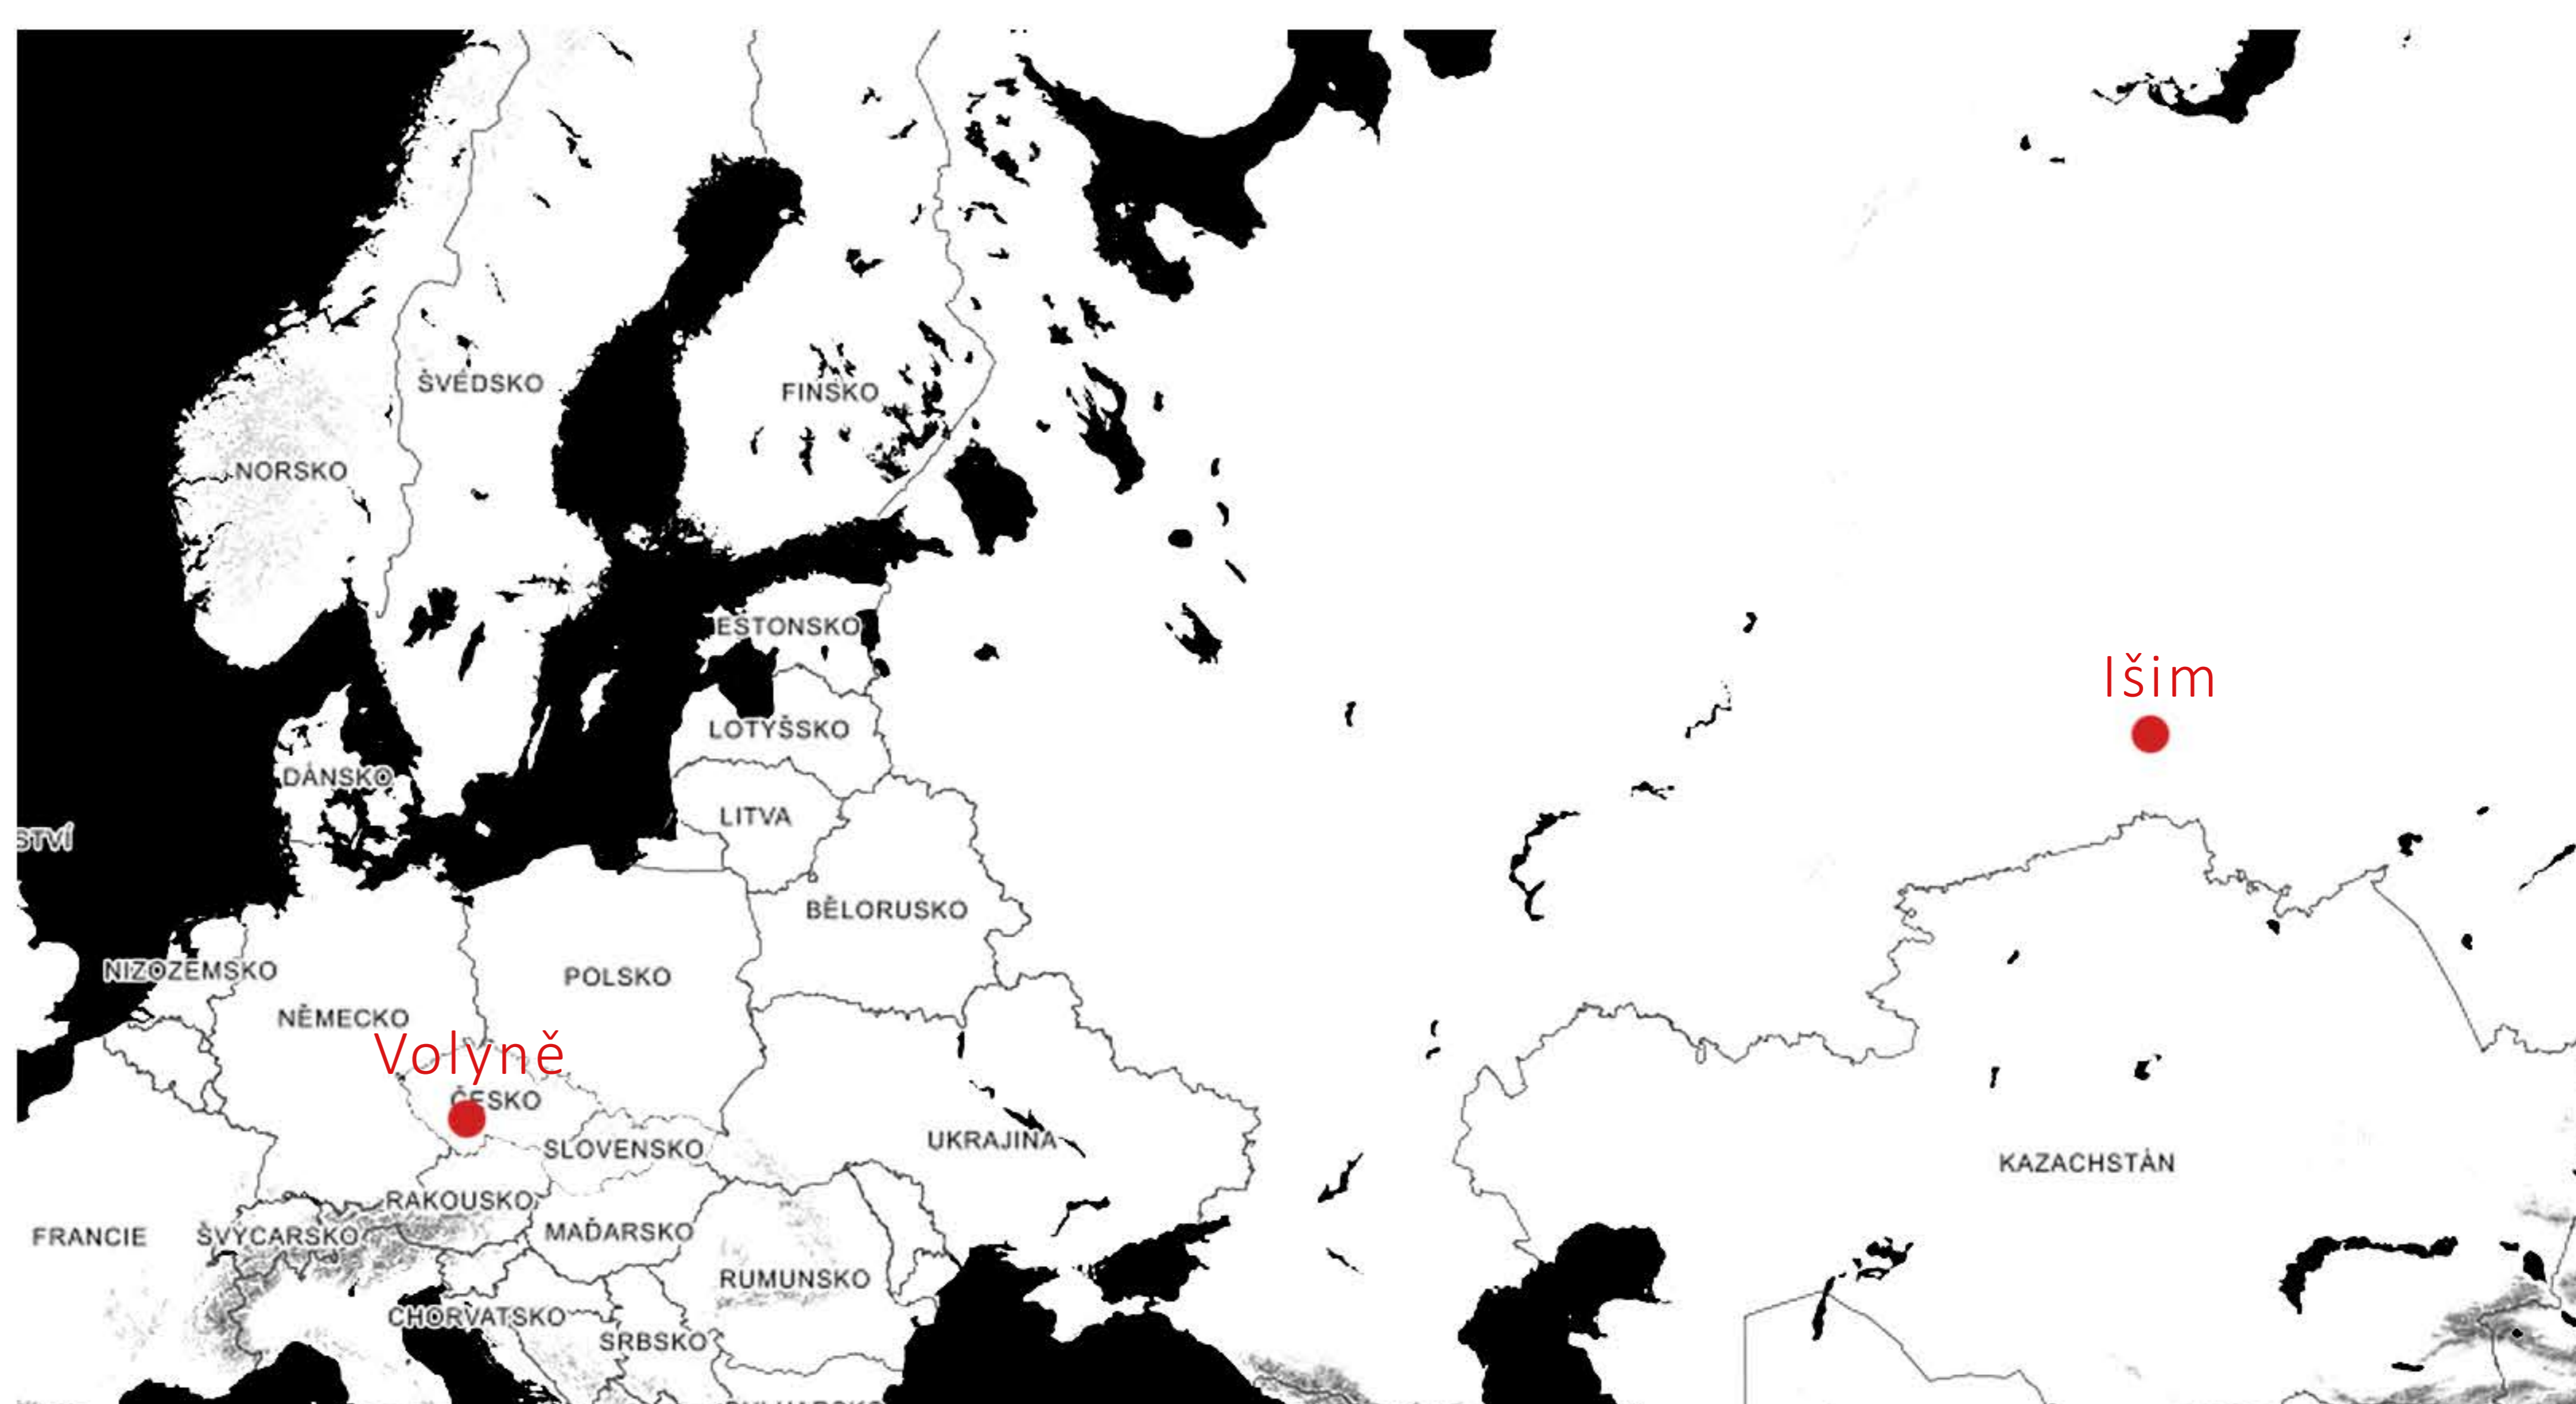 ŠVÉDSKO
FINSKO
NORSKO
ESTONSKO
Išim
LOTYŠSKO
DÁNSKO
LITVA
STVÍ
BĚLORUSKO
NIZOZEMSKO
POLSKO
NĚMECKO
Volyně
ČESKO
UKRAJINA
SLOVENSKO
KAZACHSTÁN
RAKOUSKO
FRANCIE
ŠVÝCARSKO
MAĎARSKO
RUMUNSKO
CHORVATSKO
SRBSKO